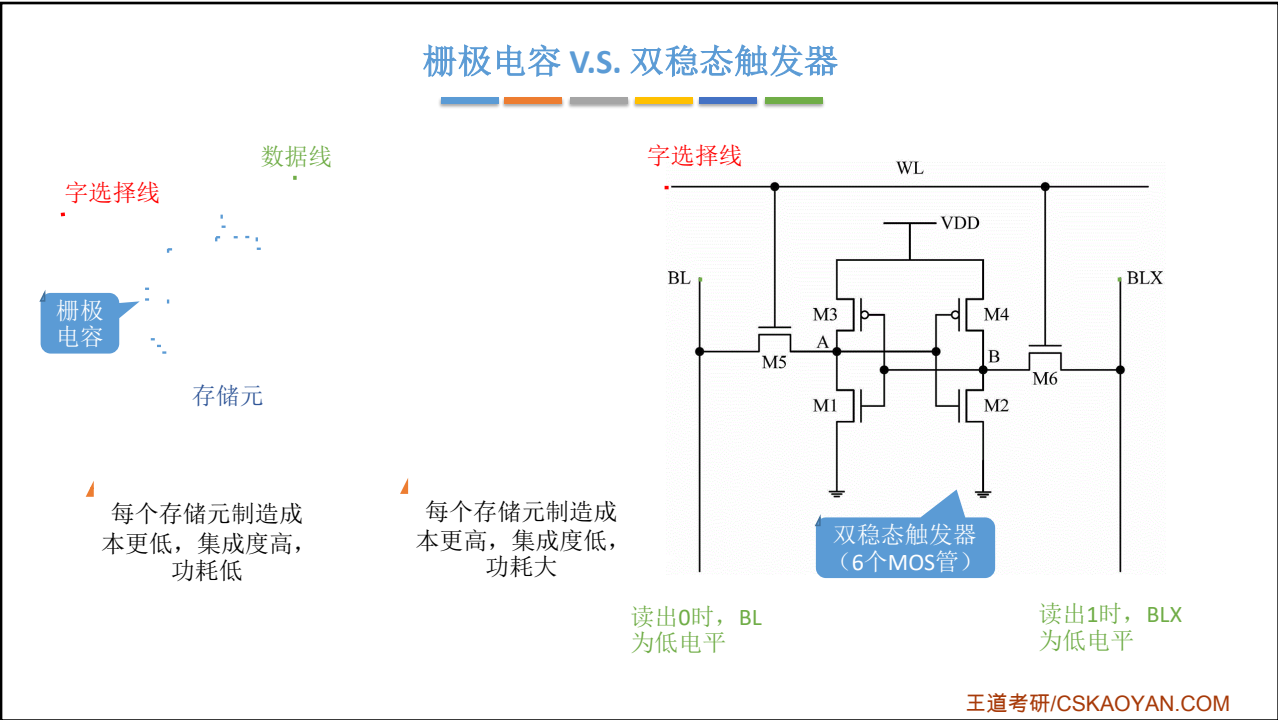 栅极电容 V.S. 双稳态触发器
数据线
字选择线
栅极
电容
存储元
每个存储元制造成
本更低，集成度高，
功耗低
每个存储元制造成
本更高，集成度低，
功耗大
字选择线
WL
VDD
BL
BLX
M3
M4
A
B
M5
M6
M1
M2
双稳态触发器
（6个MOS管）
读出0时，BL
为低电平
读出1时，BLX
为低电平
王道考研/CSKAOYAN.COM